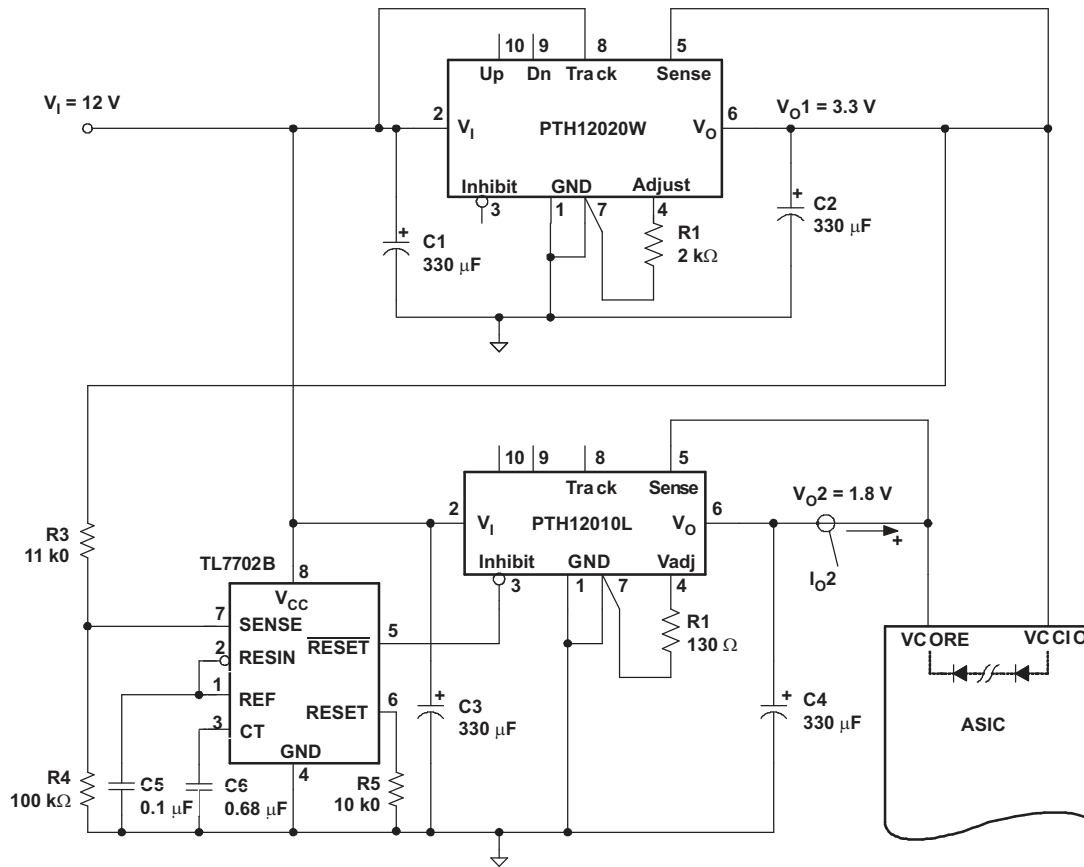 10 9 8 5
Up Dn Track Sense
V_I = 12 V
2 V_I PTH12020W V_O 6
V_O1 = 3.3 V
Inhibit GND Adjust
3 1 7 4
C1
330 μF
R1
2 kΩ
C2
330 μF
10 9 8 5
Track Sense
2 V_I PTH12010L V_O 6
V_O2 = 1.8 V
+
I_O2
Inhibit GND Vadj
3 1 7 4
R1
130 Ω
R3
11 k0
TL7702B
8
V_CC
7 SENSE
2 RESIN
1 REF
3 CT
RESET 5
RESET 6
GND
4
R4
100 kΩ
C5
0.1 μF
C6
0.68 μF
R5
10 k0
+
C3
330 μF
+
C4
330 μF
VCORE VCCIO
ASIC
+
+